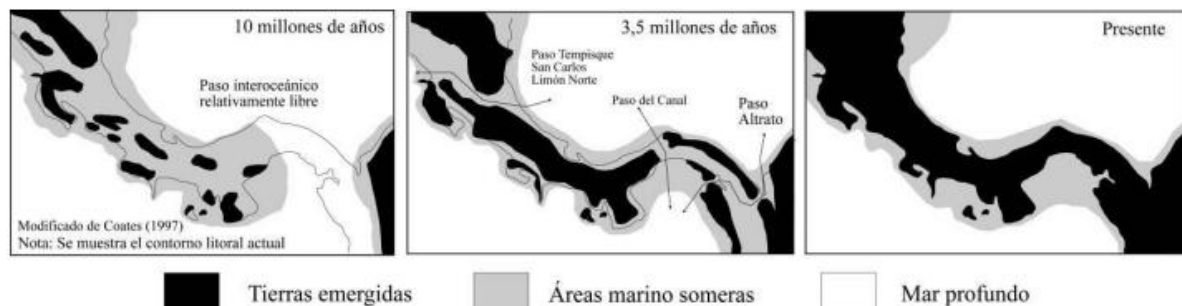 10 millones de años
Paso interoceánico
relativamente libre
Modificado de Coates (1997)
Nota: Se muestra el contorno litoral actual
3,5 millones de años
Paso Tempisque
San Carlos
Limón Norte
Paso del Canal
Paso
Altrato
Presente
Tierras emergidas
Áreas marino someras
Mar profundo